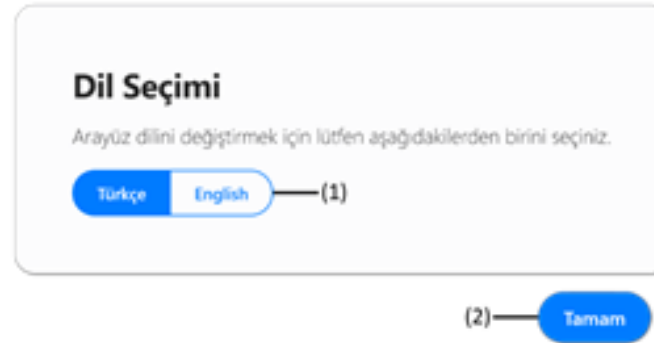 Dil Seçimi
Arayüz dilini değiştirmek için lütfen aşağıdakilerden birini seçiniz.
Türkçe English (1)
(2) Tamam